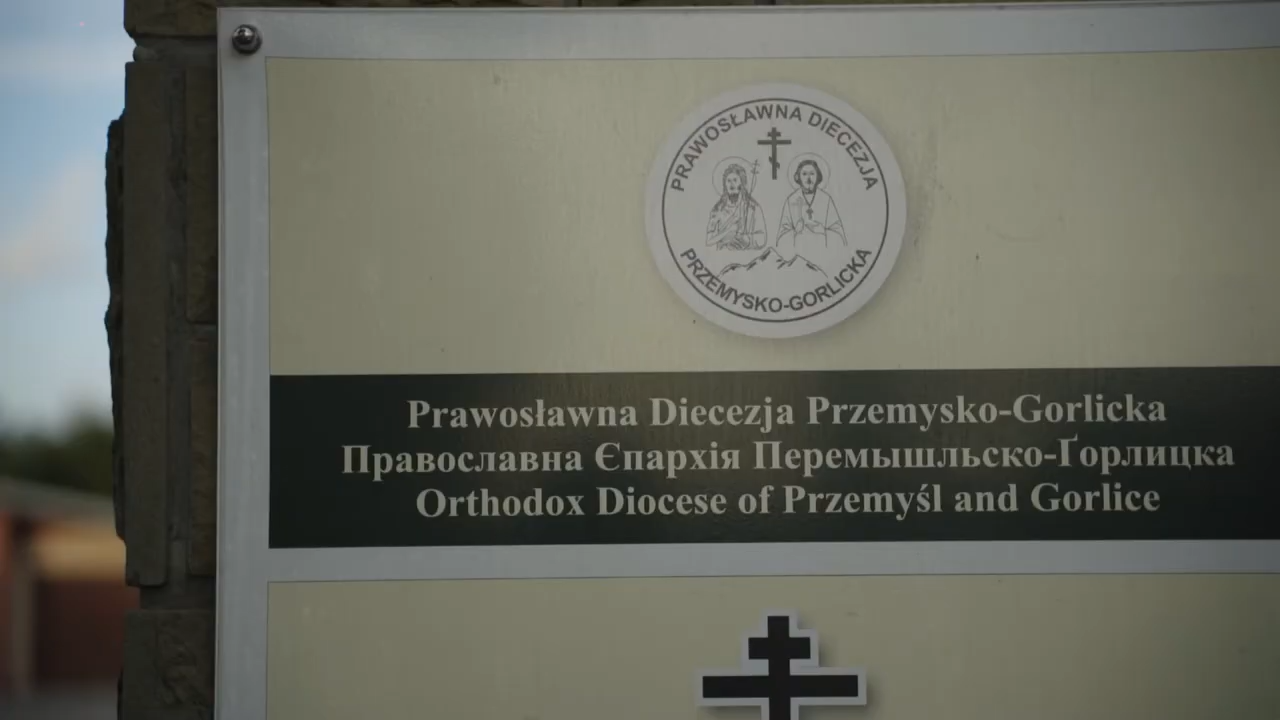 PRAWOSŁAWNA DIECEZJA
PRZEMYSKO-GORLICKA
Prawosławna Diecezja Przemysko-Gorlicka
Православна Єпархія Перемышльско-Ґорлицка
Orthodox Diocese of Przemyśl and Gorlice